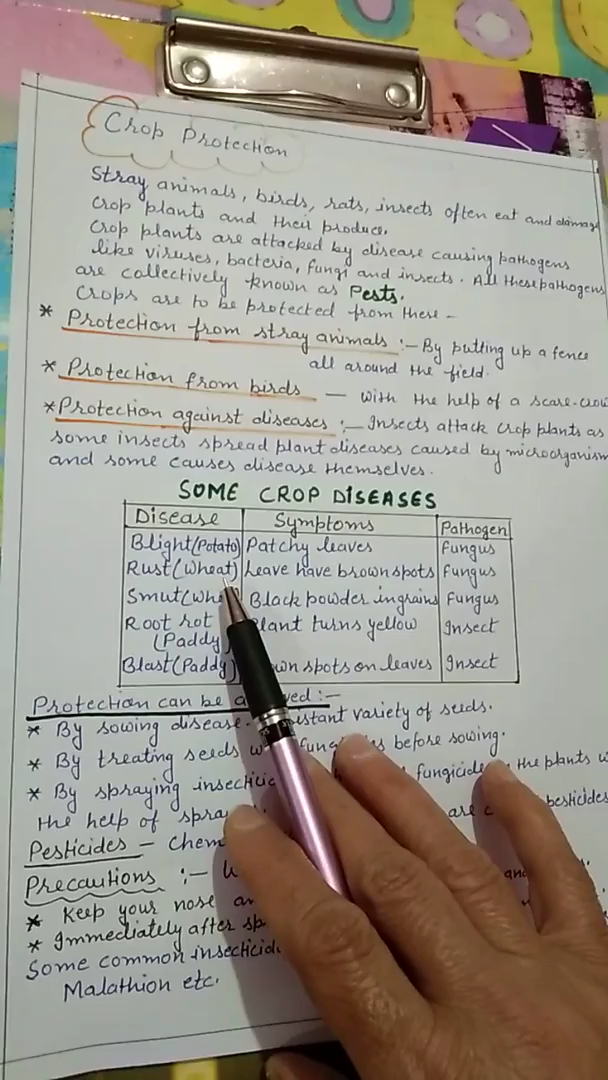 Crop Protection
Stray animals, birds, rats, insects often eat and damage
crop plants and their produce.
Crop plants are attacked by disease causing pathogens
like viruses, bacteria, fungi and insects. All these pathogens
are collectively known as Pests.
Crops are to be protected from these -
* Protection from stray animals :- By putting up a fence
all around the field.
* Protection from birds - with the help of a scare-crow
* Protection against diseases :- Insects attack crop plants as
some insects spread plant diseases caused by microorganism
and some causes disease themselves.
SOME CROP DISEASES
Disease Symptoms Pathogen
Blight (Potato) Patchy leaves Fungus
Rust (Wheat) Leave have brown spots Fungus
Smut Black powder in grains Fungus
Root rot Plant turns yellow Insect
(Paddy
Blast (Paddy) spots on leaves Insect
Protection can be :-
* By sowing disease- variety of seeds.
* By treating seeds before sowing.
* By spraying fungicide the plants
the help of are
Pesticides -
Precautions :-
* Keep your nose
* Immediately after
Some common
Malathion etc.